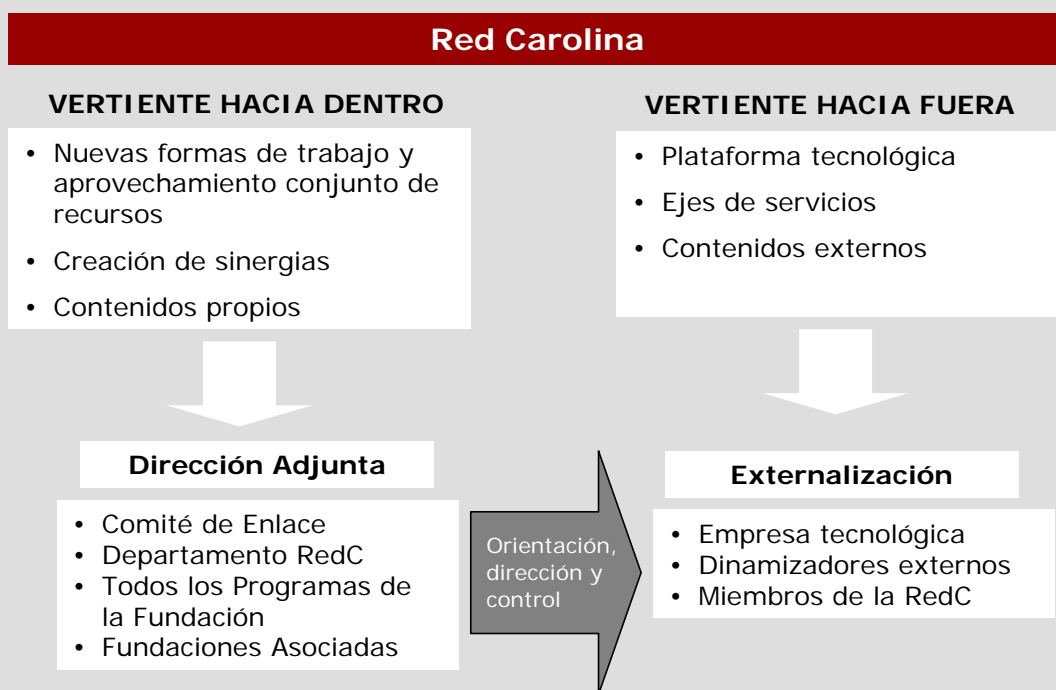 Red Carolina
VERTIENTE HACIA DENTRO
• Nuevas formas de trabajo y
aprovechamiento conjunto de
recursos
• Creación de sinergias
• Contenidos propios
VERTIENTE HACIA FUERA
• Plataforma tecnológica
• Ejes de servicios
• Contenidos externos
Dirección Adjunta
• Comité de Enlace
• Departamento RedC
• Todos los Programas de
la Fundación
• Fundaciones Asociadas
Orientación,
dirección y
control
Externalización
• Empresa tecnológica
• Dinamizadores externos
• Miembros de la RedC